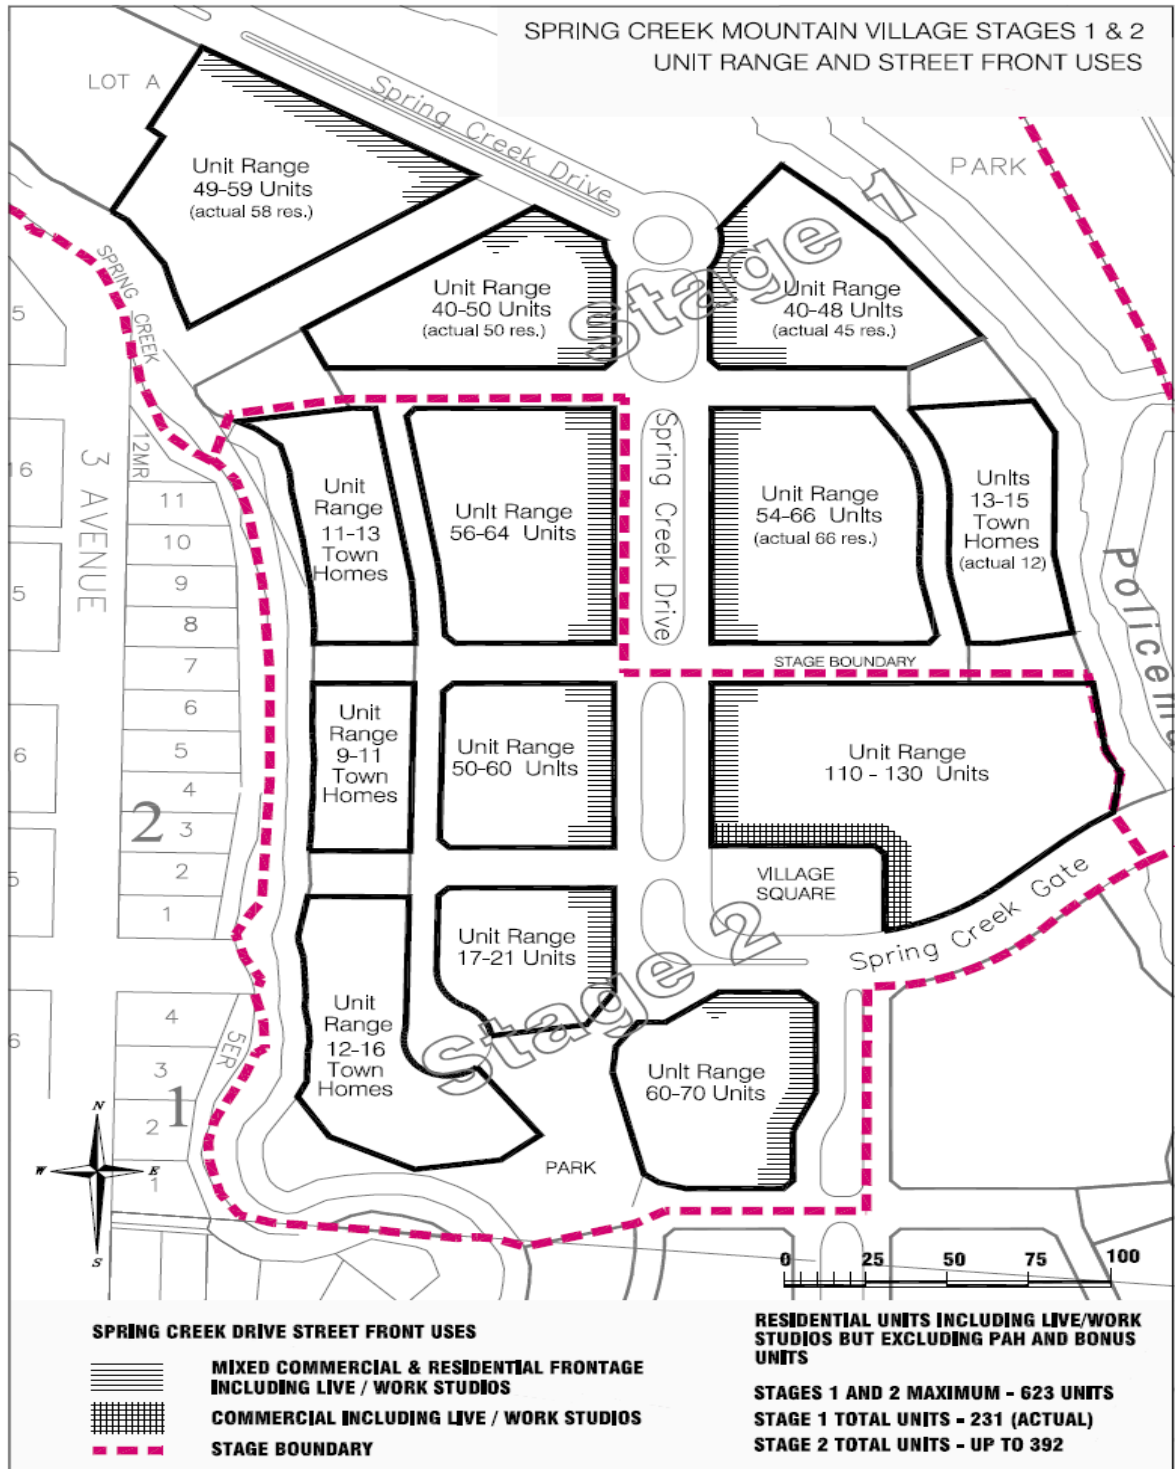 SPRING CREEK MOUNTAIN VILLAGE STAGES 1 & 2
UNIT RANGE AND STREET FRONT USES
LOT A
Spring Creek Drive
PARK
Unit Range
49-59 Units
(actual 58 res.)
Stage 1
Unit Range
40-50 Units
(actual 50 res.)
Unit Range
40-48 Units
(actual 45 res.)
SPRING CREEK
5
16
5
6
5
6
3 AVENUE
12MR
11
10
9
8
7
6
5
4
3
2
1
2
Unit
Range
11-13
Town
Homes
Unit Range
56-64 Units
Spring Creek Drive
Unit Range
54-66 Units
(actual 66 res.)
Units
13-15
Town
Homes
(actual 12)
STAGE BOUNDARY
Unit
Range
9-11
Town
Homes
Unit Range
50-60 Units
Unit Range
110 - 130 Units
VILLAGE
SQUARE
Spring Creek Gate
Unit Range
17-21 Units
Stage 2
Unit
Range
12-16
Town
Homes
Unit Range
60-70 Units
4
3
2
1
5ER
1
PARK
N
W
E
S
0 25 50 75 100
SPRING CREEK DRIVE STREET FRONT USES
MIXED COMMERCIAL & RESIDENTIAL FRONTAGE
INCLUDING LIVE / WORK STUDIOS
COMMERCIAL INCLUDING LIVE / WORK STUDIOS
STAGE BOUNDARY
RESIDENTIAL UNITS INCLUDING LIVE/WORK
STUDIOS BUT EXCLUDING PAH AND BONUS
UNITS
STAGES 1 AND 2 MAXIMUM - 623 UNITS
STAGE 1 TOTAL UNITS - 231 (ACTUAL)
STAGE 2 TOTAL UNITS - UP TO 392